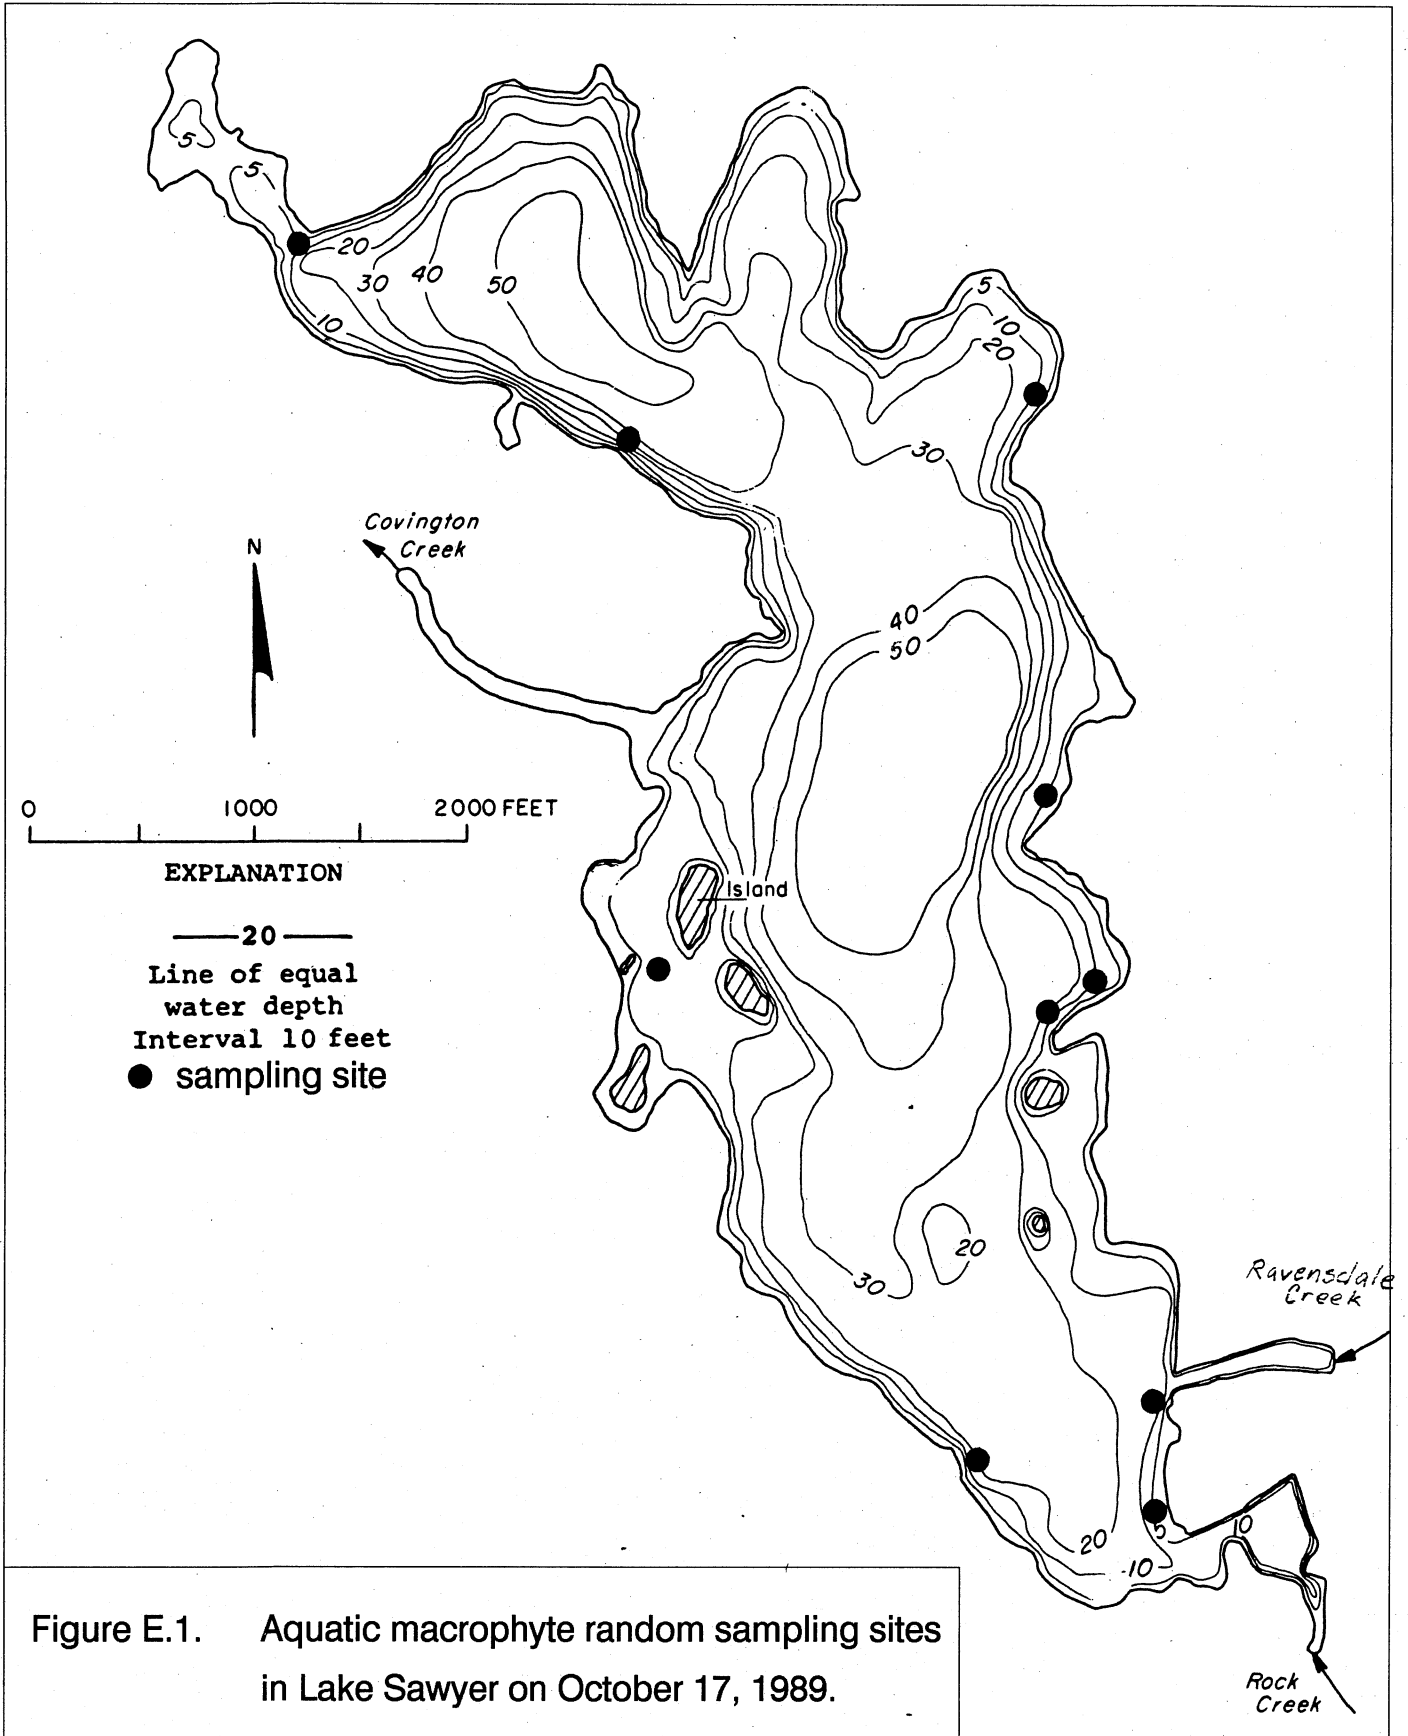 5
5
20
30
40
50
10
5
10
20
30
Covington
Creek
N
40
50
0 1000 2000 FEET
EXPLANATION
Island
20
Line of equal
water depth
Interval 10 feet
sampling site
20
30
Ravensdale
Creek
5
10
20
10
Figure E.1. Aquatic macrophyte random sampling sites
in Lake Sawyer on October 17, 1989.
Rock
Creek